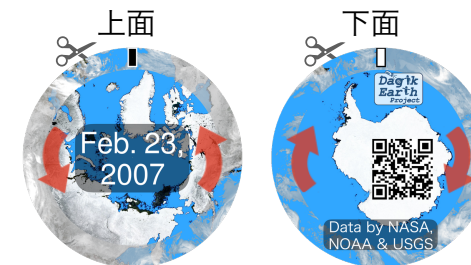 上面
下面
Feb. 23,
2007
Dagik
Earth
Project
Data by NASA,
NOAA & USGS